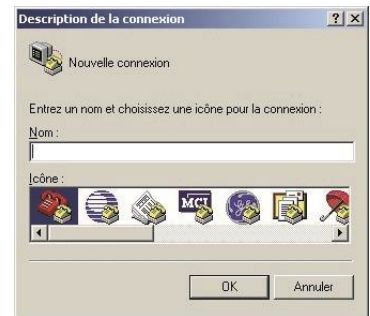 Description de la connexion
Nouvelle connexion
Entrez un nom et choisissez une icône pour la connexion :
Nom :
Icône :
MCI
OK Annuler